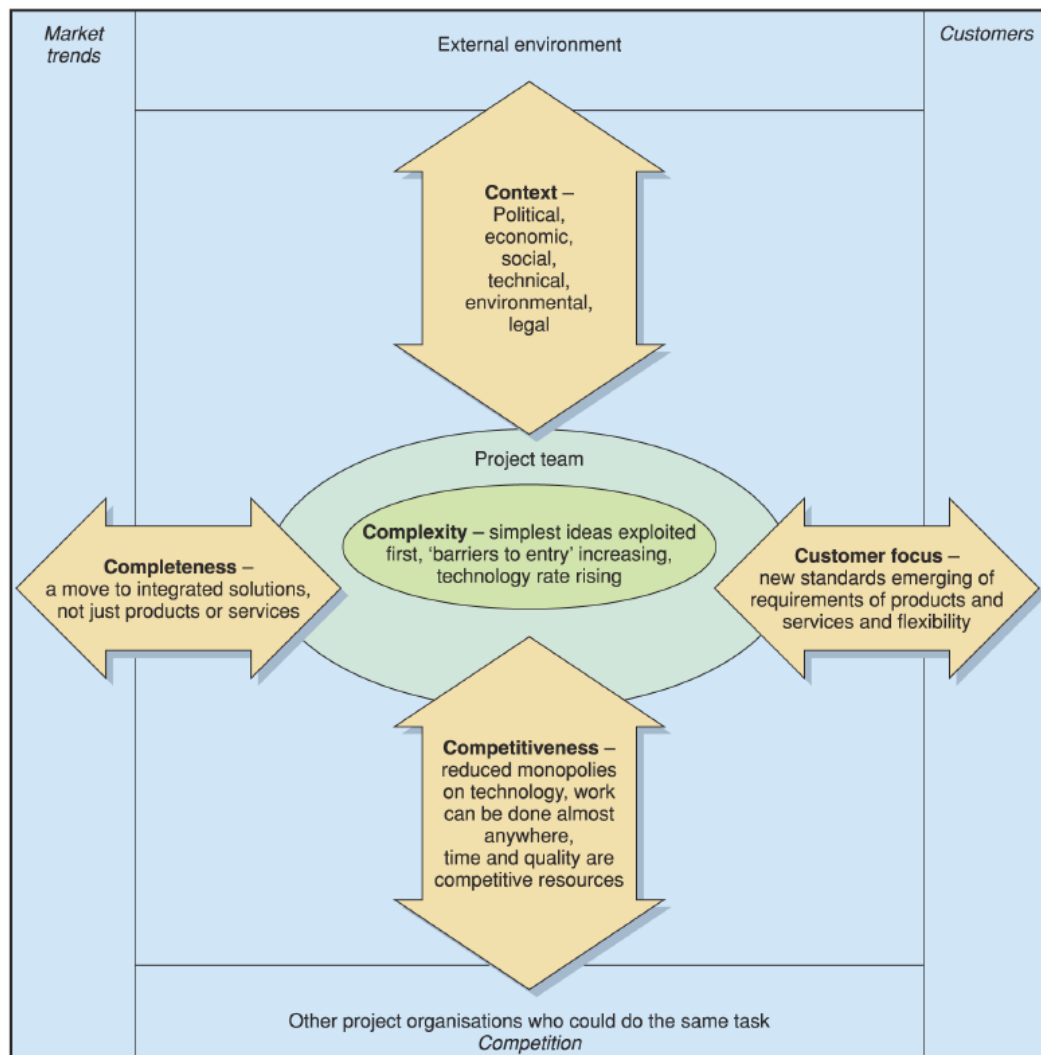 Market
trends
External environment
Customers
Context –
Political,
economic,
social,
technical,
environmental,
legal
Project team
Complexity – simplest ideas exploited
first, ‘barriers to entry’ increasing,
technology rate rising
Completeness –
a move to integrated solutions,
not just products or services
Customer focus –
new standards emerging of
requirements of products and
services and flexibility
Competitiveness –
reduced monopolies
on technology, work
can be done almost
anywhere,
time and quality are
competitive resources
Other project organisations who could do the same task
Competition